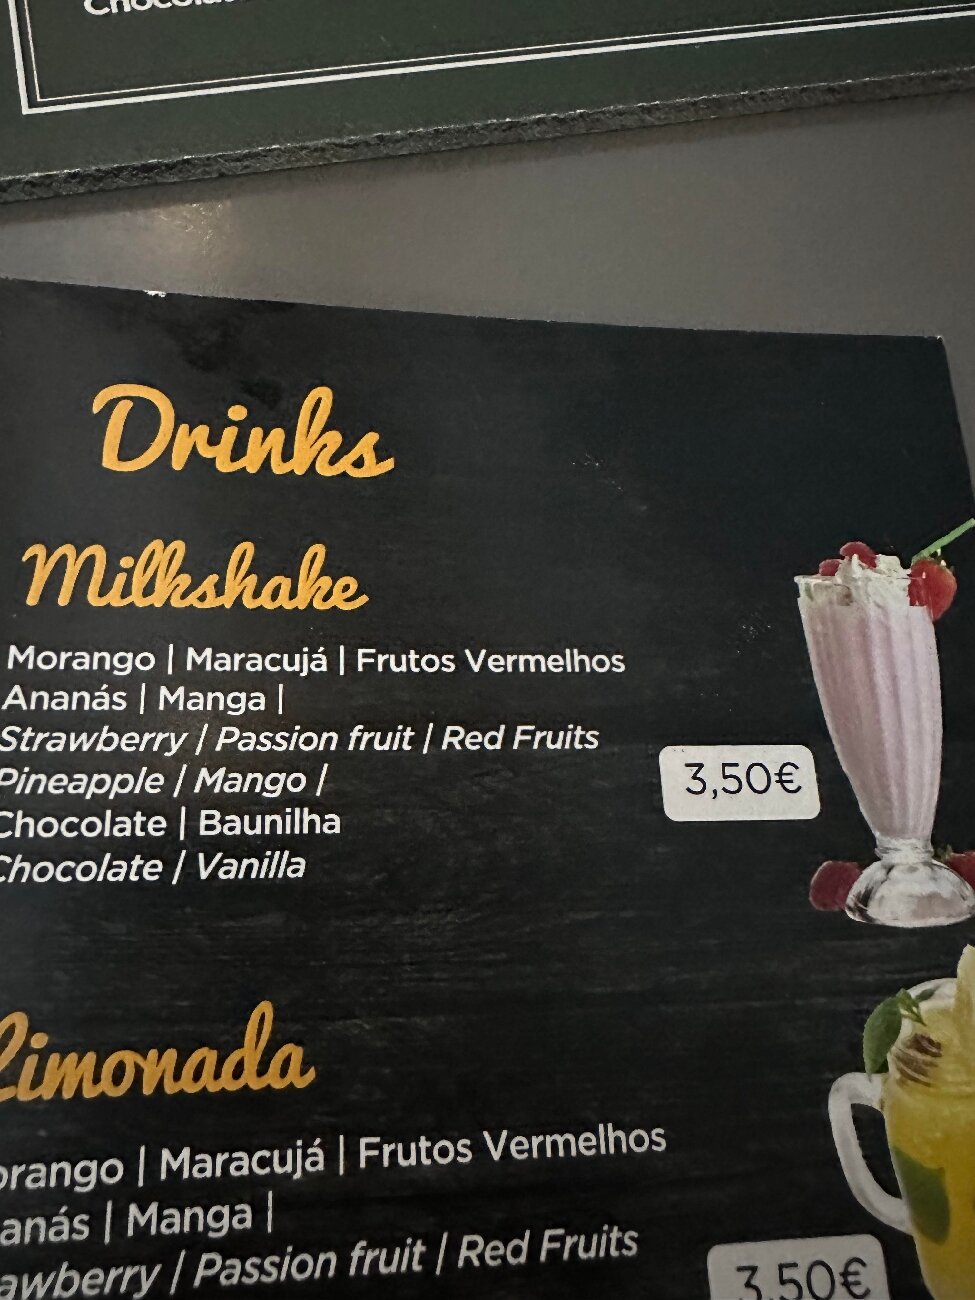 Drinks
Milkshake
Morango | Maracujá | Frutos Vermelhos
Ananás | Manga |
Strawberry / Passion fruit | Red Fruits
Pineapple / Mango |
Chocolate | Baunilha
Chocolate / Vanilla
3,50€
Limonada
orango | Maracujá | Frutos Vermelhos
anás | Manga |
awberry / Passion fruit | Red Fruits
3,50€